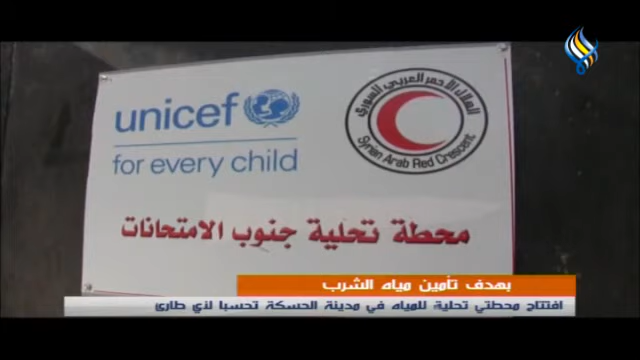 unicef
for every child
الهلال الأحمر العربي السوري
Syrian Arab Red Crescent
محطة تحلية جنوب الامتحانات
بهدف تأمين مياه الشرب
افتتاح محطتي تحلية للمياه في مدينة الحسكة تحسبا لأي طارئ